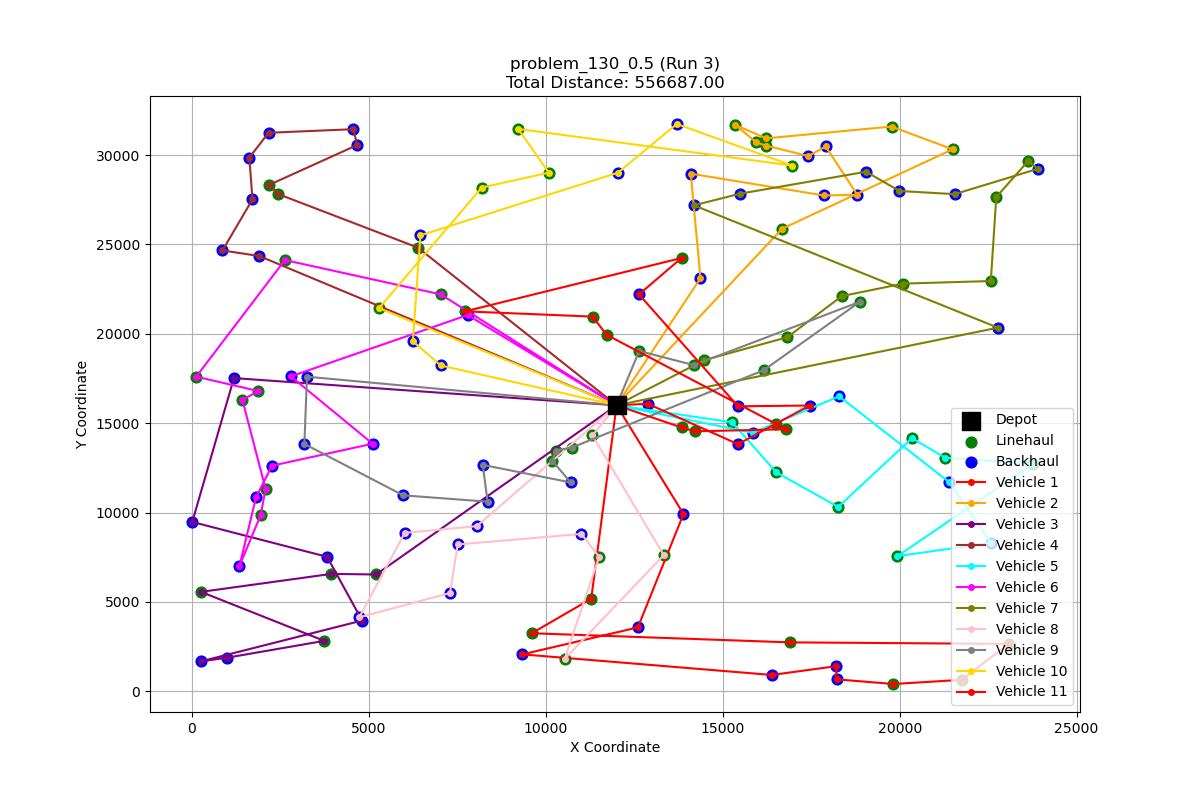 problem_130_0.5 (Run 3)
Total Distance: 556687.00
Y Coordinate
30000
25000
20000
15000
10000
5000
0
0
5000
10000
15000
20000
25000
X Coordinate
Depot
Linehaul
Backhaul
Vehicle 1
Vehicle 2
Vehicle 3
Vehicle 4
Vehicle 5
Vehicle 6
Vehicle 7
Vehicle 8
Vehicle 9
Vehicle 10
Vehicle 11